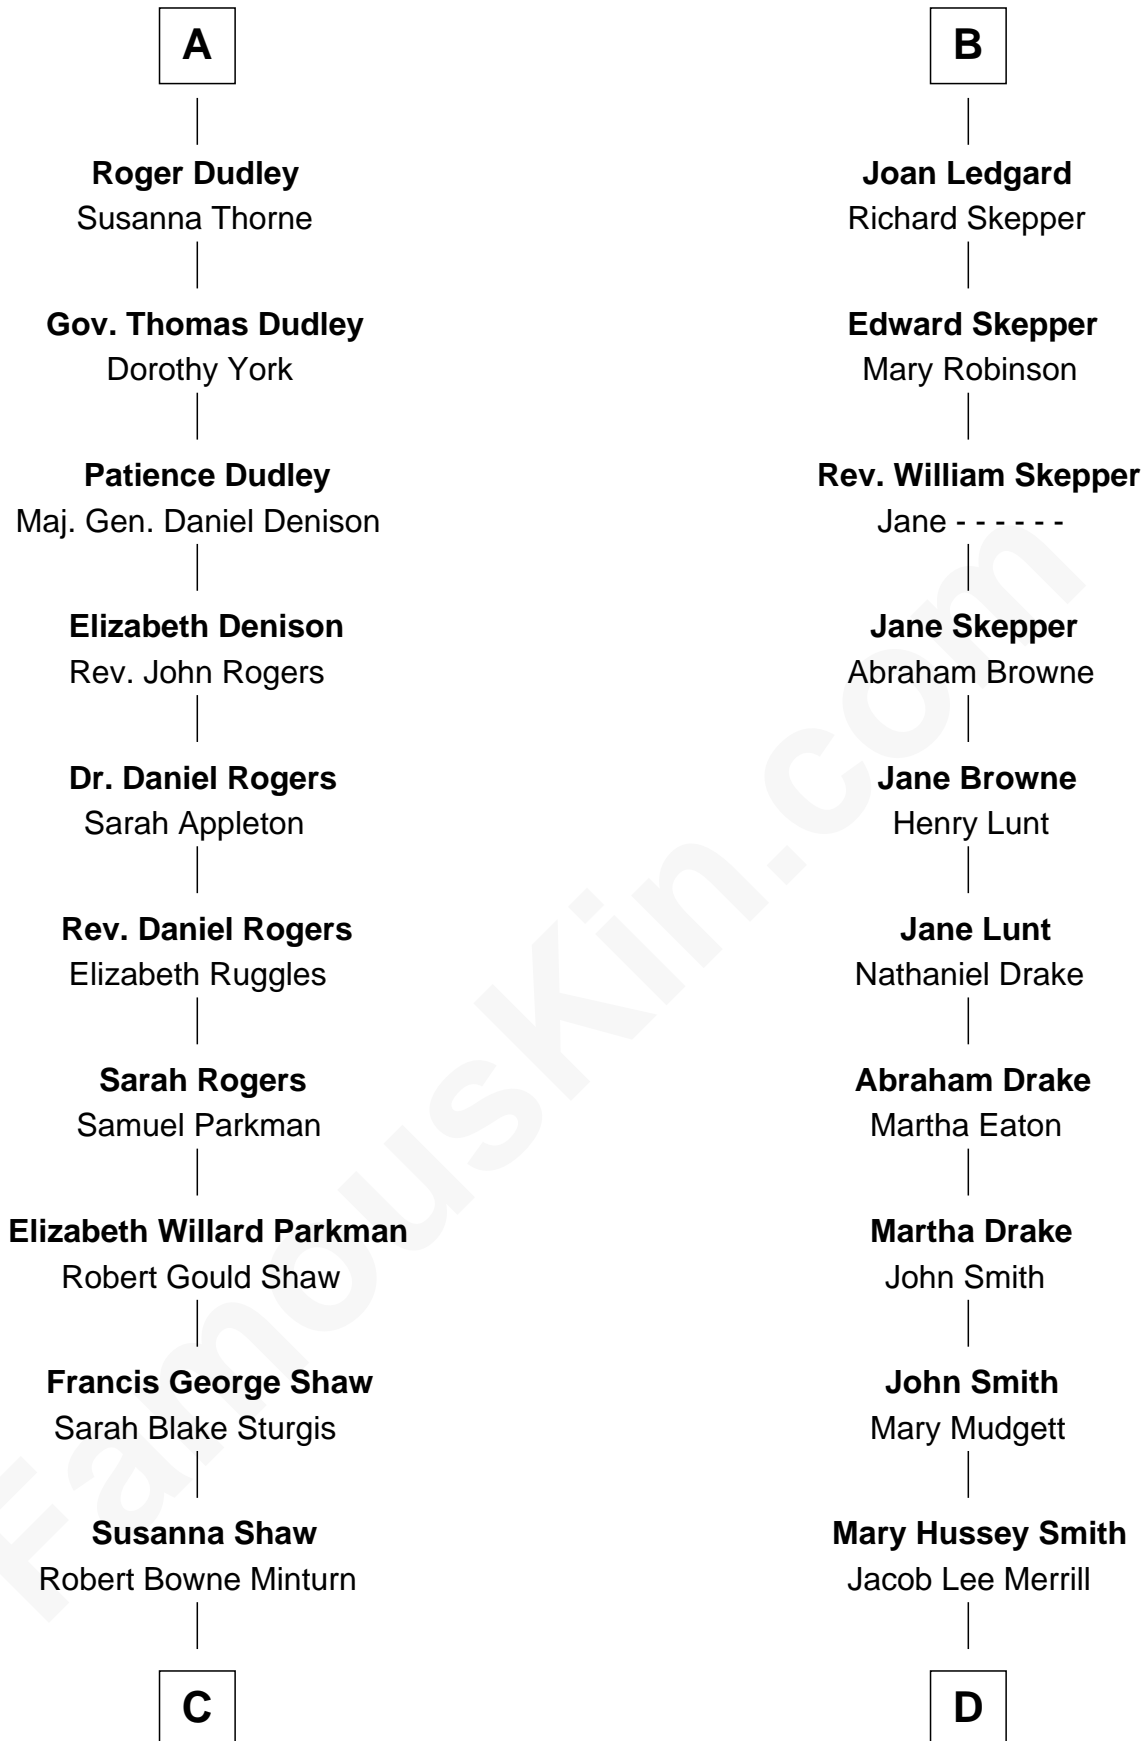 A
Roger Dudley
Susanna Thorne
Gov. Thomas Dudley
Dorothy York
Patience Dudley
Maj. Gen. Daniel Denison
Elizabeth Denison
Rev. John Rogers
Dr. Daniel Rogers
Sarah Appleton
Rev. Daniel Rogers
Elizabeth Ruggles
Sarah Rogers
Samuel Parkman
Elizabeth Willard Parkman
Robert Gould Shaw
Francis George Shaw
Sarah Blake Sturgis
Susanna Shaw
Robert Bowne Minturn
C
B
Joan Ledgard
Richard Skepper
Edward Skepper
Mary Robinson
Rev. William Skepper
Jane - - - - - -
Jane Skepper
Abraham Browne
Jane Browne
Henry Lunt
Jane Lunt
Nathaniel Drake
Abraham Drake
Martha Eaton
Martha Drake
John Smith
John Smith
Mary Mudgett
Mary Hussey Smith
Jacob Lee Merrill
D
FamousKin.com